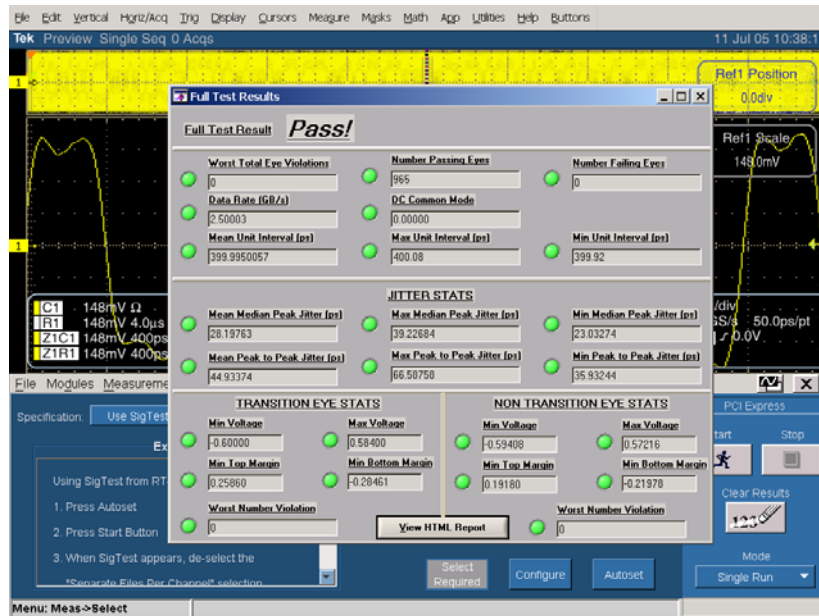 File Edit Vertical Horiz/Acq Trig Display Cursors Measure Masks Math App Utilities Help Buttons
Tek Preview Single Seq 0 Acqs 11 Jul 05 10:38:1
1
Ref1 Position
0.0div
Ref1 Scale
148.0mV
Full Test Results
Full Test Result Pass!
Worst Total Eye Violations Number Passing Eyes Number Failing Eyes
0 965 0
Data Rate (GB/s) DC Common Mode
2.50003 0.00000
Mean Unit Interval (ps) Max Unit Interval (ps) Min Unit Interval (ps)
399.9950057 400.08 399.92
JITTER STATS
Mean Median Peak Jitter (ps) Max Median Peak Jitter (ps) Min Median Peak Jitter (ps)
28.19763 39.22684 23.03274
Mean Peak to Peak Jitter (ps) Max Peak to Peak Jitter (ps) Min Peak to Peak Jitter (ps)
44.93374 66.50750 35.93244
TRANSITION EYE STATS NON TRANSITION EYE STATS
Min Voltage Max Voltage Min Voltage Max Voltage
-0.60000 0.58400 -0.59408 0.57216
Min Top Margin Min Bottom Margin Min Top Margin Min Bottom Margin
0.25860 -0.28461 0.19180 -0.21978
Worst Number Violation Worst Number Violation
0 View HTML Report 0
1
C1 148mV Ω
R1 148mV 4.0µs
Z1C1 148mV 400ps
Z1R1 148mV 400ps
/div
GS/s 50.0ps/pt
0.0V
File Modules Measureme
Specification: Use SigTest
PCI Express
Ex
Using SigTest from RT-
1. Press Autoset
2. Press Start Button
3. When SigTest appears, de-select the
"Separate Files Per Channel" selection
Select Required
Configure
Autoset
tart Stop
Clear Results
123
Mode
Single Run
Menu: Meas->Select